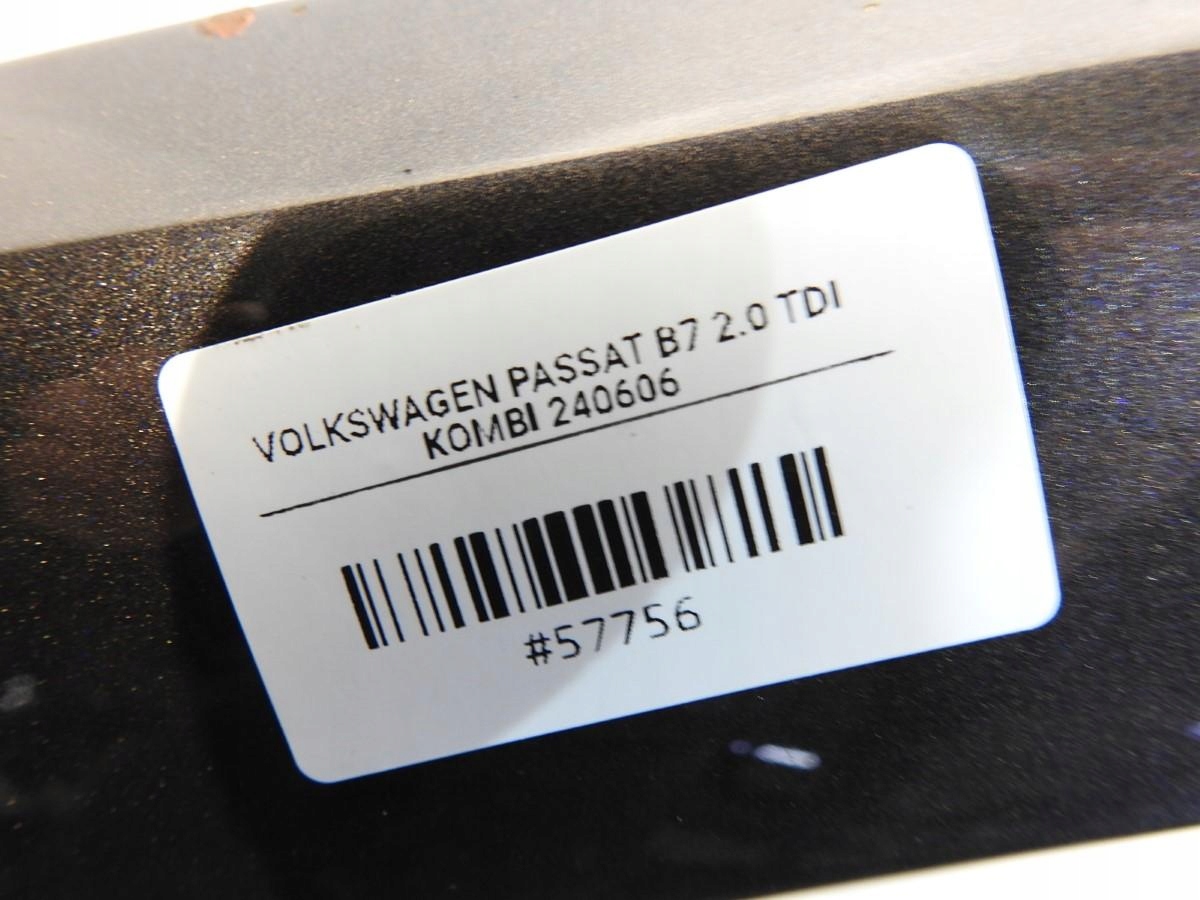 VOLKSWAGEN PASSAT B7 2.0 TDI
KOMBI 240606
#57756